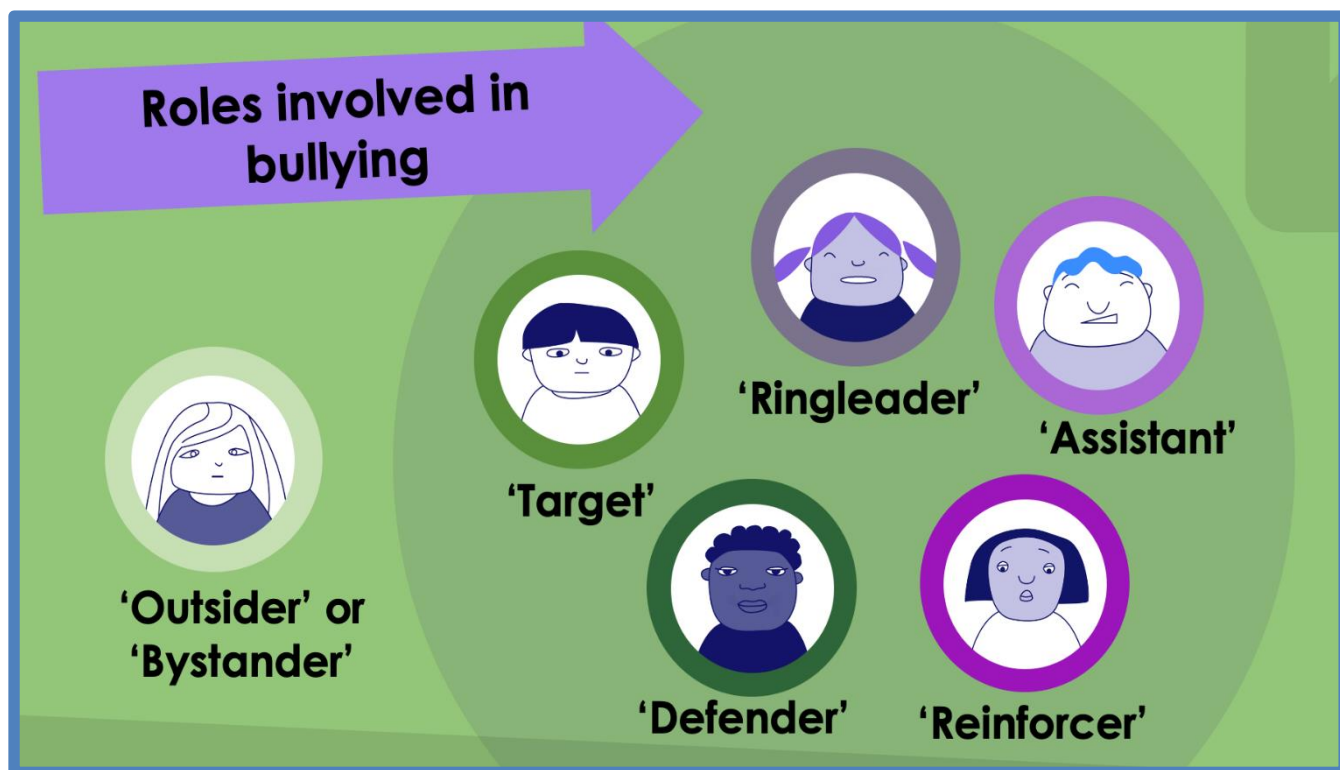 Roles involved in
bullying
‘Ringleader’
‘Assistant’
‘Target’
‘Outsider’ or
‘Bystander’
‘Defender’
‘Reinforcer’